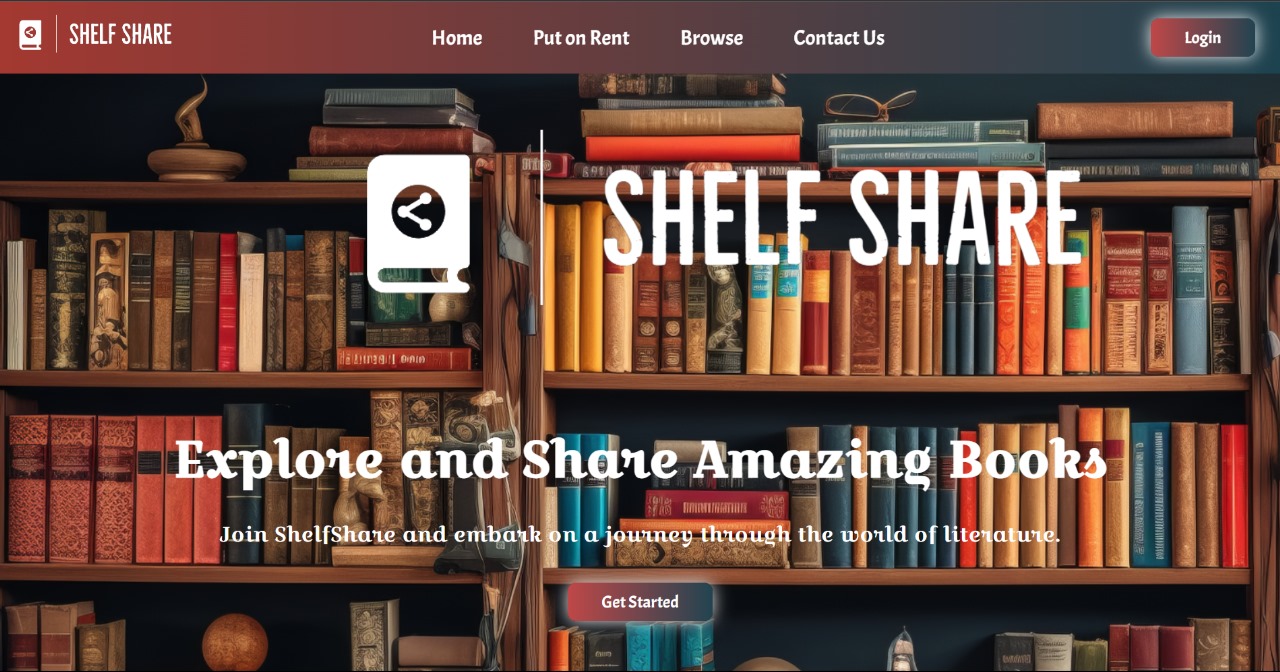 SHELF SHARE
Home
Put on Rent
Browse
Contact Us
Login
SHELF SHARE
Explore and Share Amazing Books
Join ShelfShare and embark on a journey through the world of literature.
Get Started